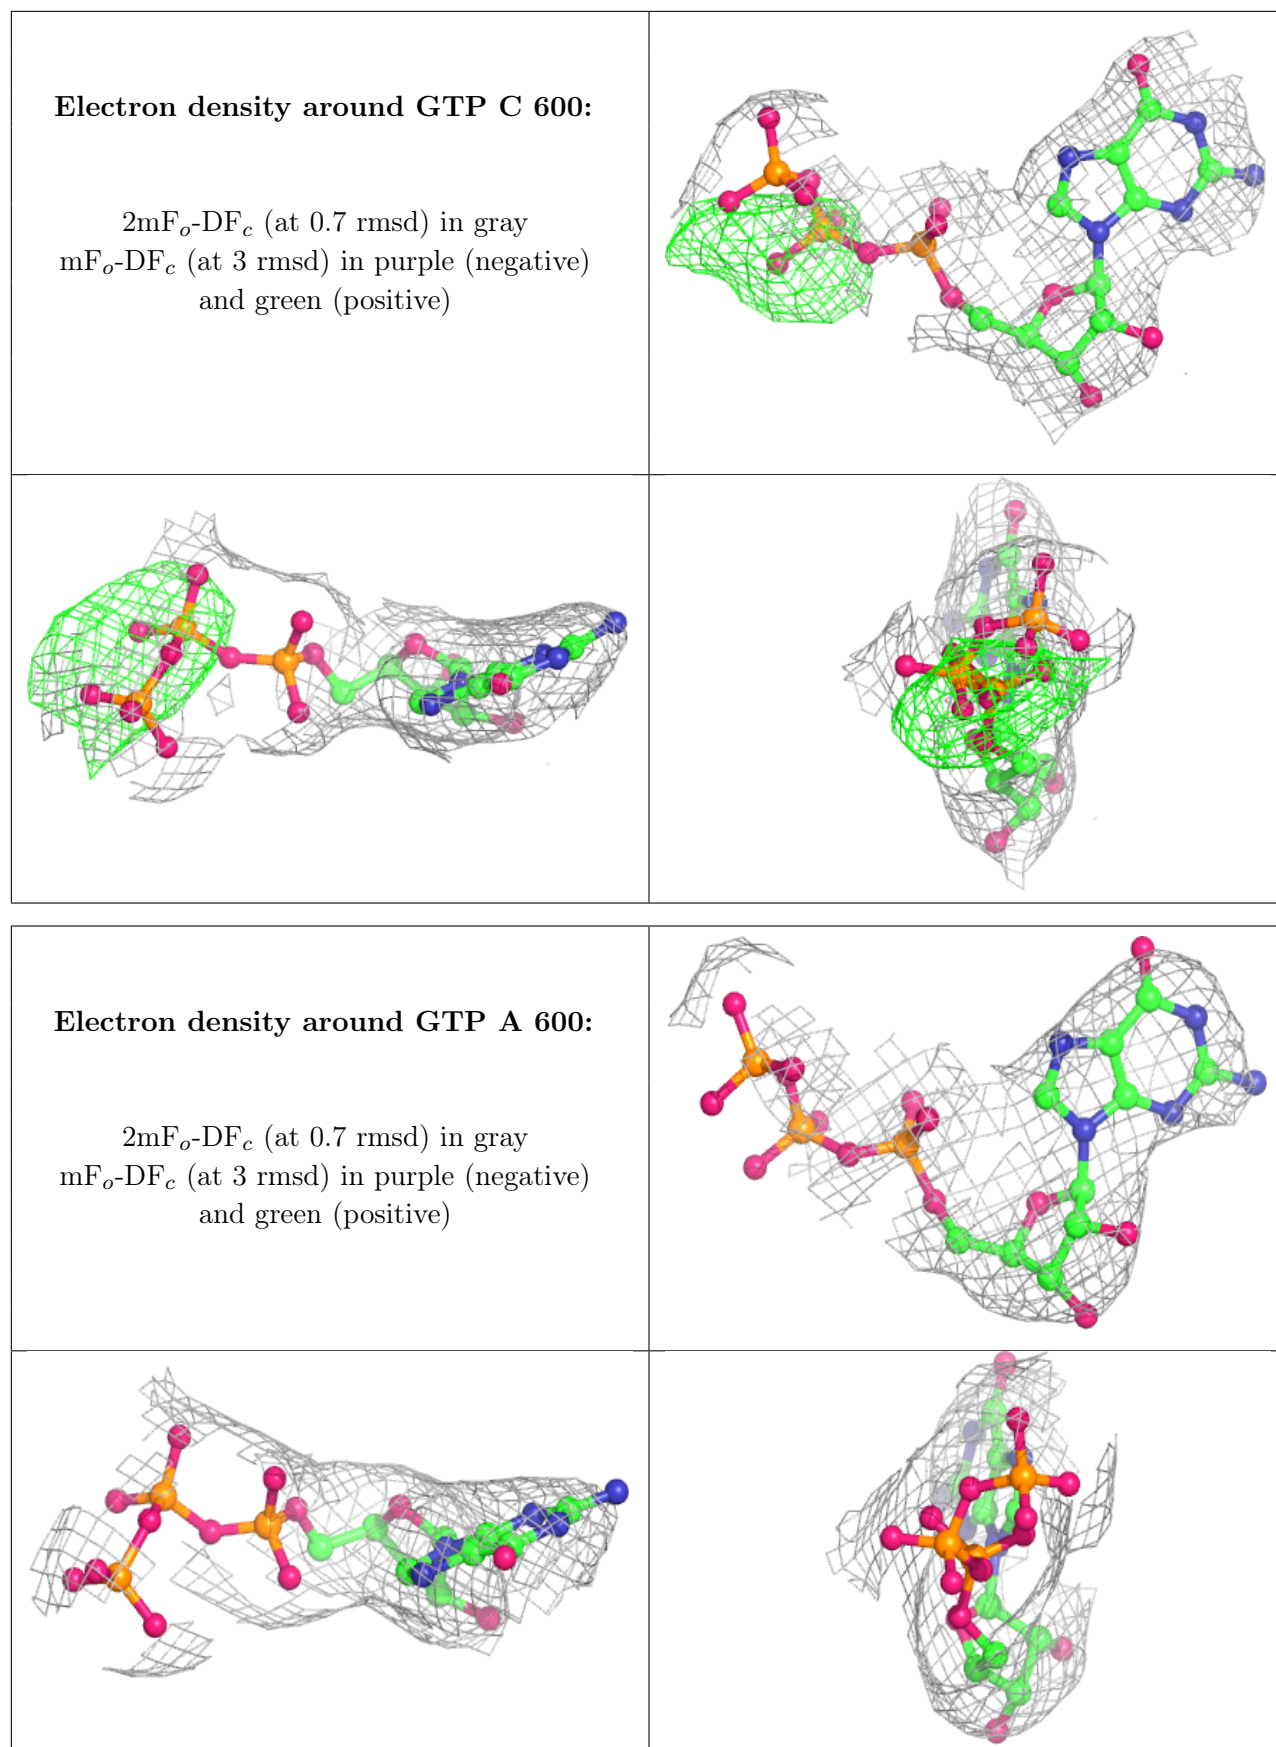 Electron density around GTP C 600:
2mFo-DFc (at 0.7 rmsd) in gray
mFo-DFc (at 3 rmsd) in purple (negative)
and green (positive)
Electron density around GTP A 600:
2mFo-DFc (at 0.7 rmsd) in gray
mFo-DFc (at 3 rmsd) in purple (negative)
and green (positive)